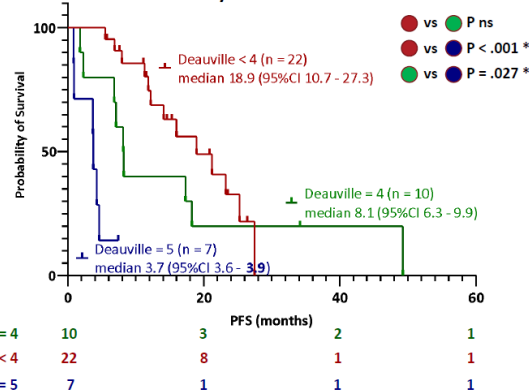 100
50
0
Probability of Survival
vs P ns
vs P < .001 *
vs P = .027 *
Deauville < 4 (n = 22)
median 18.9 (95%CI 10.7 - 27.3)
Deauville = 4 (n = 10)
median 8.1 (95%CI 6.3 - 9.9)
Deauville = 5 (n = 7)
median 3.7 (95%CI 3.6 - 3.9)
0 20 40 60
PFS (months)
= 4 10 3 2 1
< 4 22 8 1 1
= 5 7 1 1 1